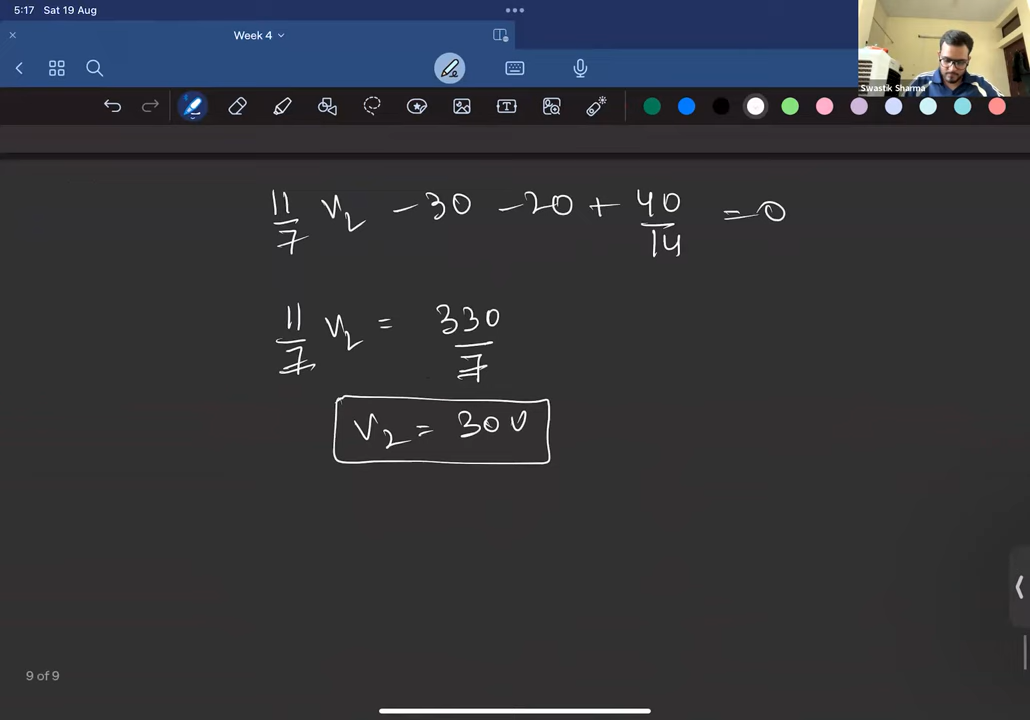 5:17 Sat 19 Aug
Week 4
Swastik Sharma
11/7 V₂ - 30 - 20 + 40/14 = 0
11/7 V₂ = 330/7
V₂ = 30 V
9 of 9